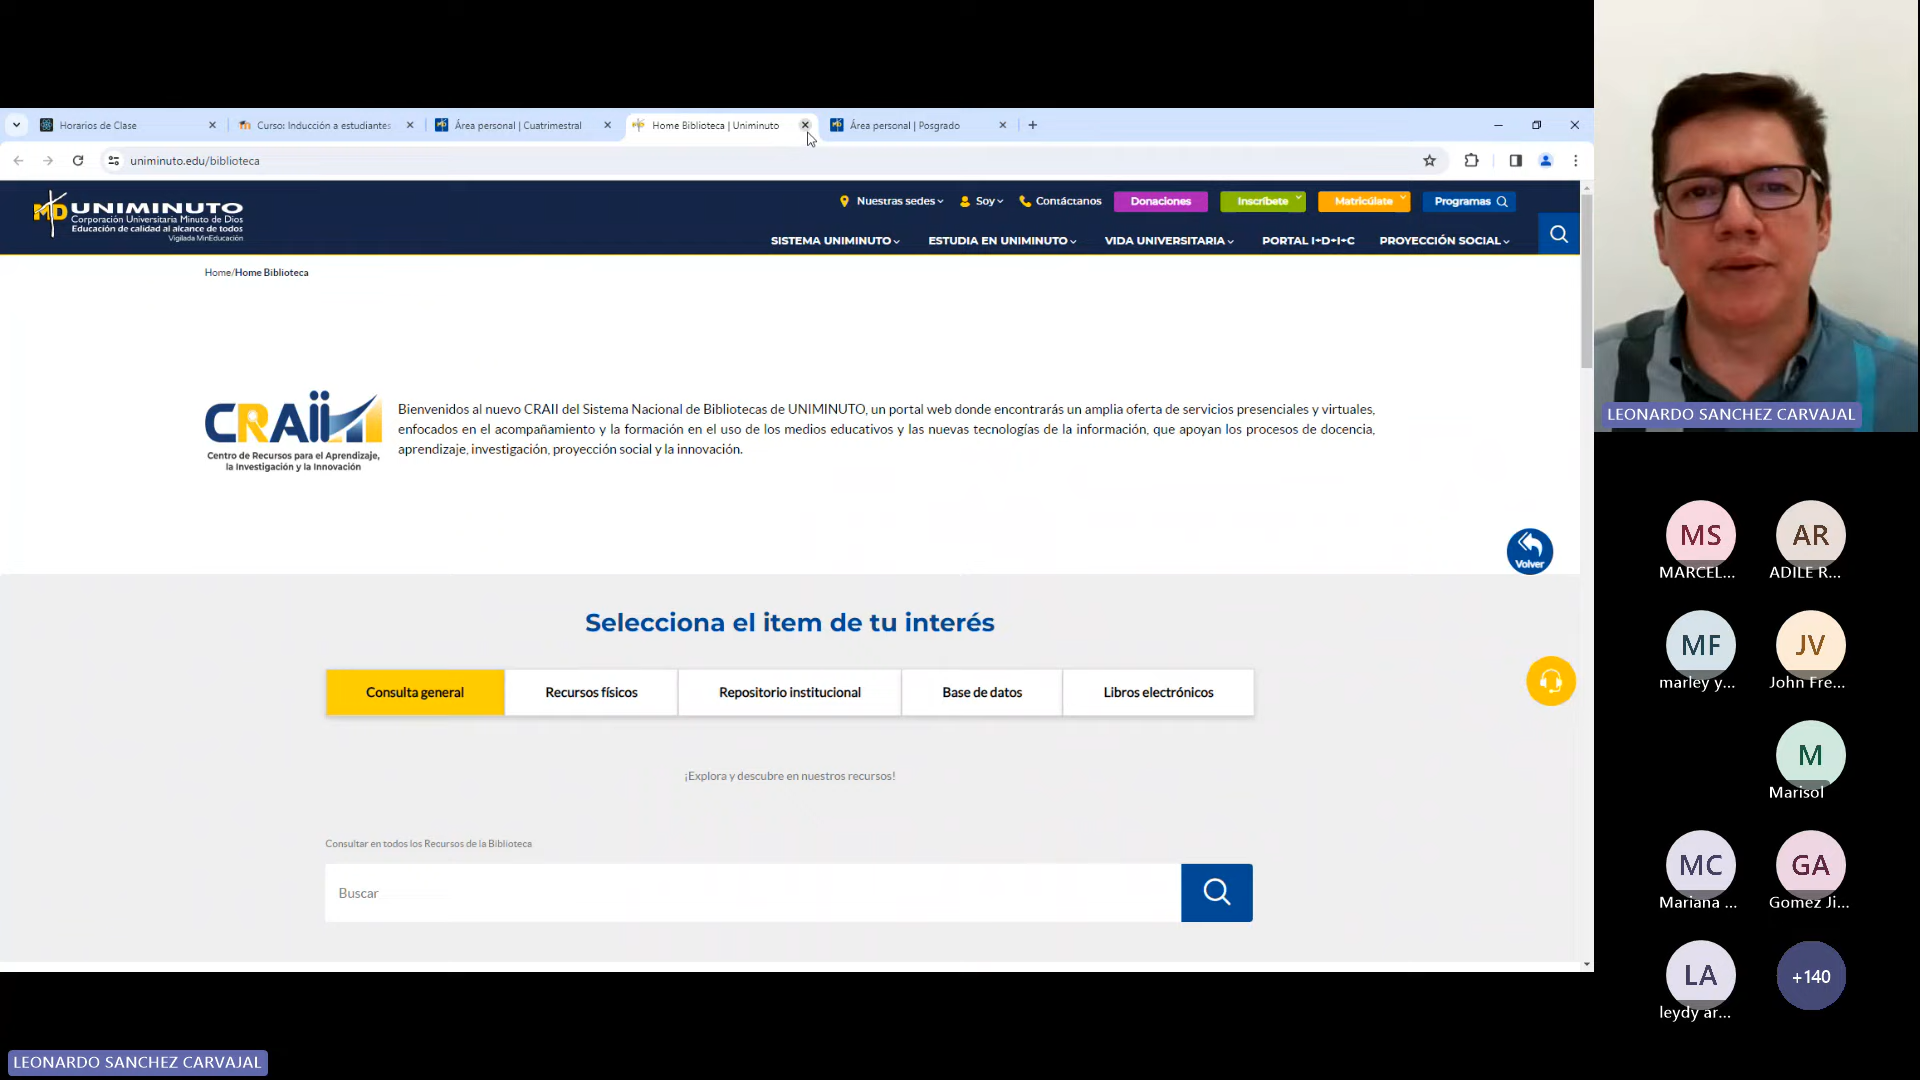 Horarios de Clase
Curso: Inducción a estudiantes
Área personal | Cuatrimestral
Home Biblioteca | Uniminuto
Área personal | Posgrado
uniminuto.edu/biblioteca
UNIMINUTO
Corporación Universitaria Minuto de Dios
Educación de calidad al alcance de todos
Vigilada MinEducación
Nuestras sedes
Soy
Contáctanos
Donaciones
Inscríbete
Matricúlate
Programas
SISTEMA UNIMINUTO
ESTUDIA EN UNIMINUTO
VIDA UNIVERSITARIA
PORTAL I+D+I+C
PROYECCIÓN SOCIAL
Home/Home Biblioteca
CRAII
Centro de Recursos para el Aprendizaje,
la Investigación y la Innovación
Bienvenidos al nuevo CRAII del Sistema Nacional de Bibliotecas de UNIMINUTO, un portal web donde encontrarás un amplia oferta de servicios presenciales y virtuales,
enfocados en el acompañamiento y la formación en el uso de los medios educativos y las nuevas tecnologías de la información, que apoyan los procesos de docencia,
aprendizaje, investigación, proyección social y la innovación.
Volver
Selecciona el item de tu interés
Consulta general
Recursos físicos
Repositorio institucional
Base de datos
Libros electrónicos
¡Explora y descubre en nuestros recursos!
Consultar en todos los Recursos de la Biblioteca
Buscar
LEONARDO SANCHEZ CARVAJAL
MS
MARCEL...
AR
ADILE R...
MF
marley y...
JV
John Fre...
M
Marisol
MC
Mariana ...
GA
Gomez Ji...
LA
leydy ar...
+140
LEONARDO SANCHEZ CARVAJAL